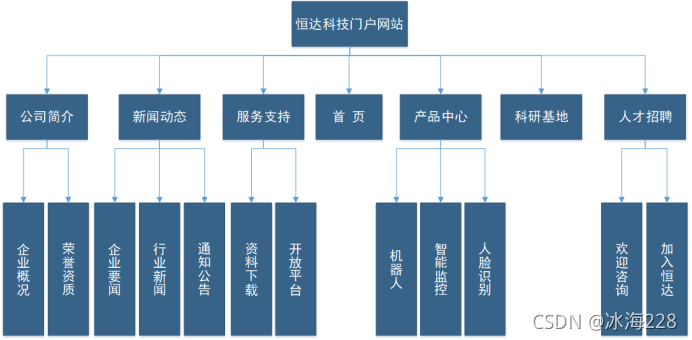 恒达科技门户网站
公司简介
新闻动态
服务支持
首 页
产品中心
科研基地
人才招聘
企业概况
荣誉资质
企业要闻
行业新闻
通知公告
资料下载
开放平台
机器人
智能监控
人脸识别
欢迎咨询
加入恒达
CSDN @冰海228